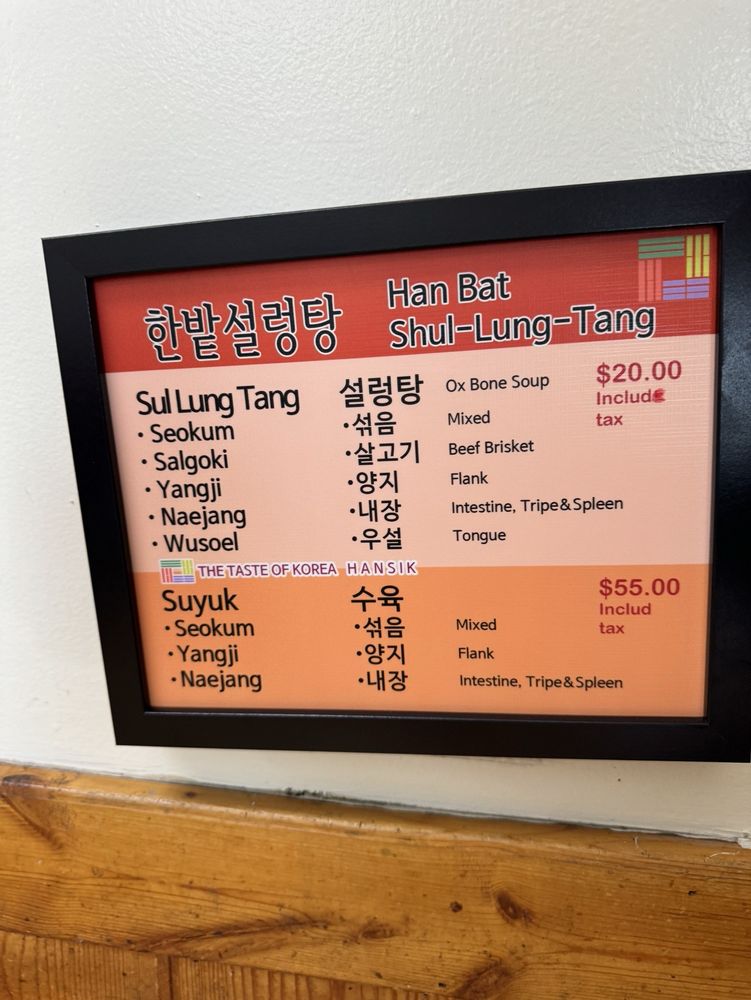 한밭설렁탕 Han Bat
Shul-Lung-Tang
Sul Lung Tang 설렁탕 Ox Bone Soup $20.00
Include
tax
· Seokum ·섞음 Mixed
· Salgoki ·살고기 Beef Brisket
· Yangji ·양지 Flank
· Naejang ·내장 Intestine, Tripe&Spleen
· Wusoel ·우설 Tongue
THE TASTE OF KOREA HANSIK
Suyuk 수육 $55.00
Includ
tax
· Seokum ·섞음 Mixed
· Yangji ·양지 Flank
· Naejang ·내장 Intestine, Tripe&Spleen